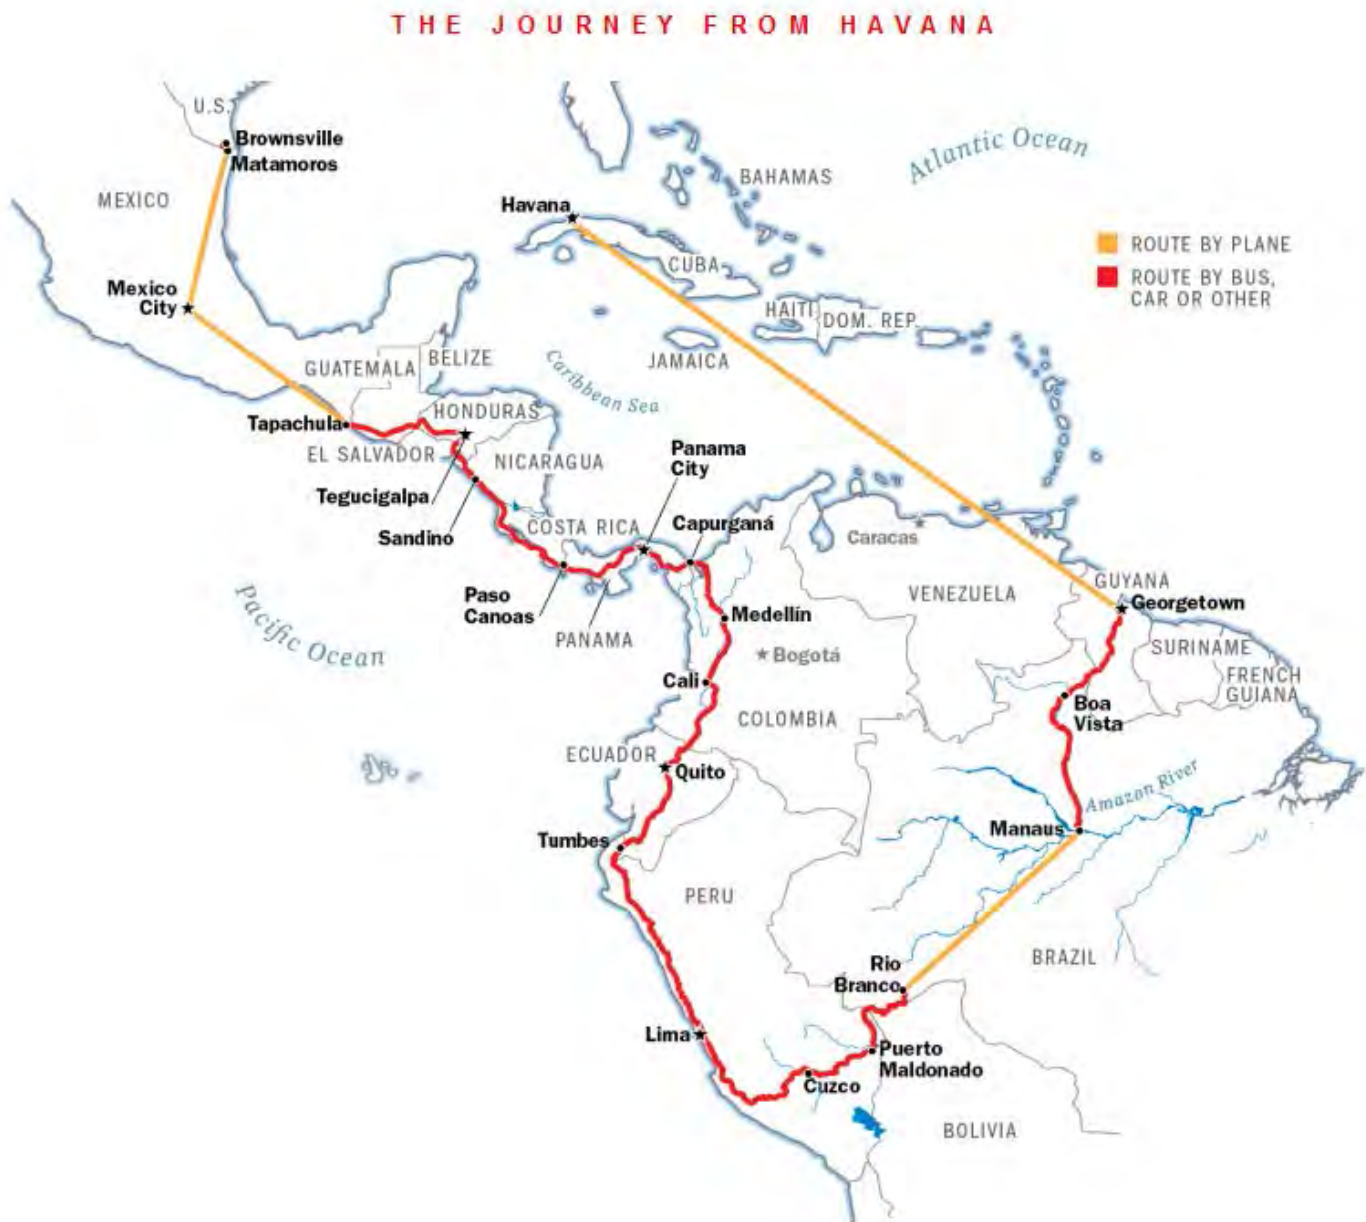 THE JOURNEY FROM HAVANA
U.S.
Brownsville
Matamoros
MEXICO
Mexico
City
Havana
BAHAMAS
Atlantic Ocean
CUBA
HAITI
DOM. REP.
JAMAICA
ROUTE BY PLANE
ROUTE BY BUS,
CAR OR OTHER
GUATEMALA
BELIZE
Caribbean Sea
HONDURAS
Tapachula
EL SALVADOR
NICARAGUA
Tegucigalpa
Sandino
Panama
City
COSTA RICA
Capurganá
Caracas
Paso
Canoas
PANAMA
Pacific Ocean
Medellín
Bogotá
VENEZUELA
GUYANA
Georgetown
SURINAME
FRENCH
GUIANA
Cali
COLOMBIA
Boa
Vista
ECUADOR
Quito
Amazon River
Manaus
Tumbes
PERU
BRAZIL
Rio
Branco
Lima
Puerto
Maldonado
Cuzco
BOLIVIA